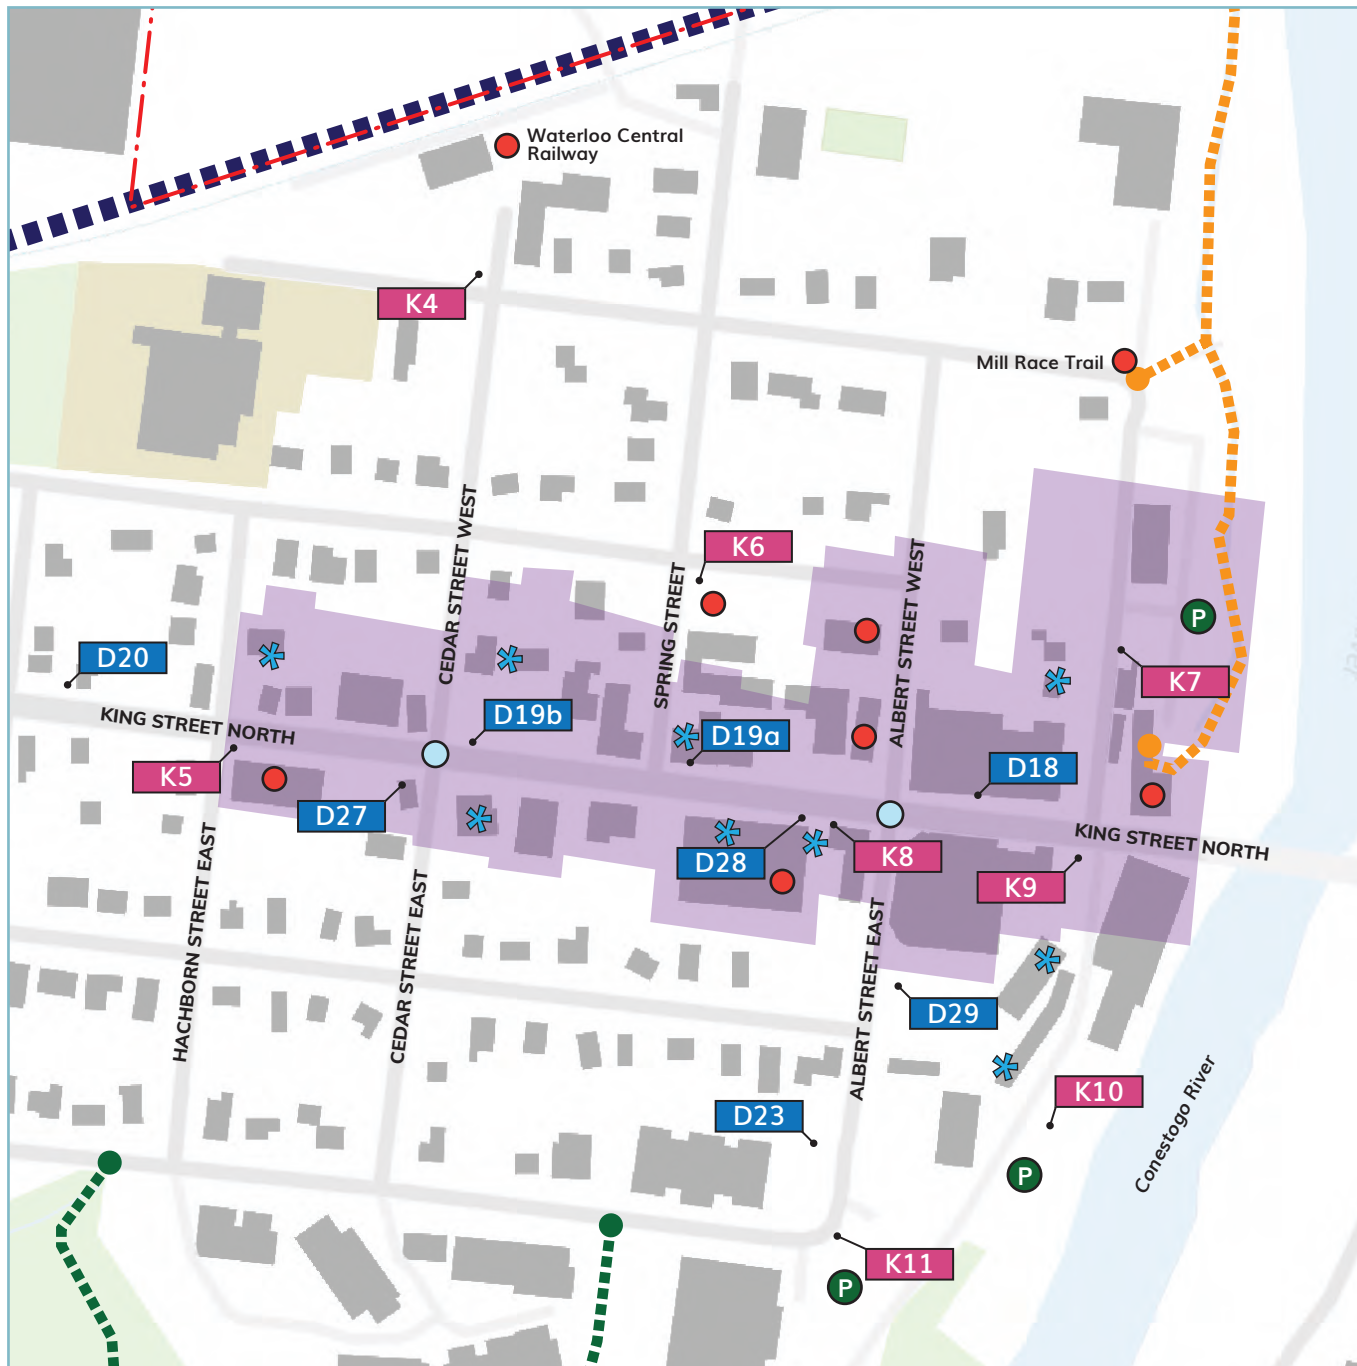 Waterloo Central
Railway
K4
Mill Race Trail
CEDAR STREET WEST
K6
ALBERT STREET WEST
SPRING STREET
P
D20
K7
D19b
KING STREET NORTH
D19a
K5
D18
D27
KING STREET NORTH
D28
K8
K9
HACHBORN STREET EAST
CEDAR STREET EAST
ALBERT STREET EAST
D29
K10
D23
Conestogo River
P
K11
P